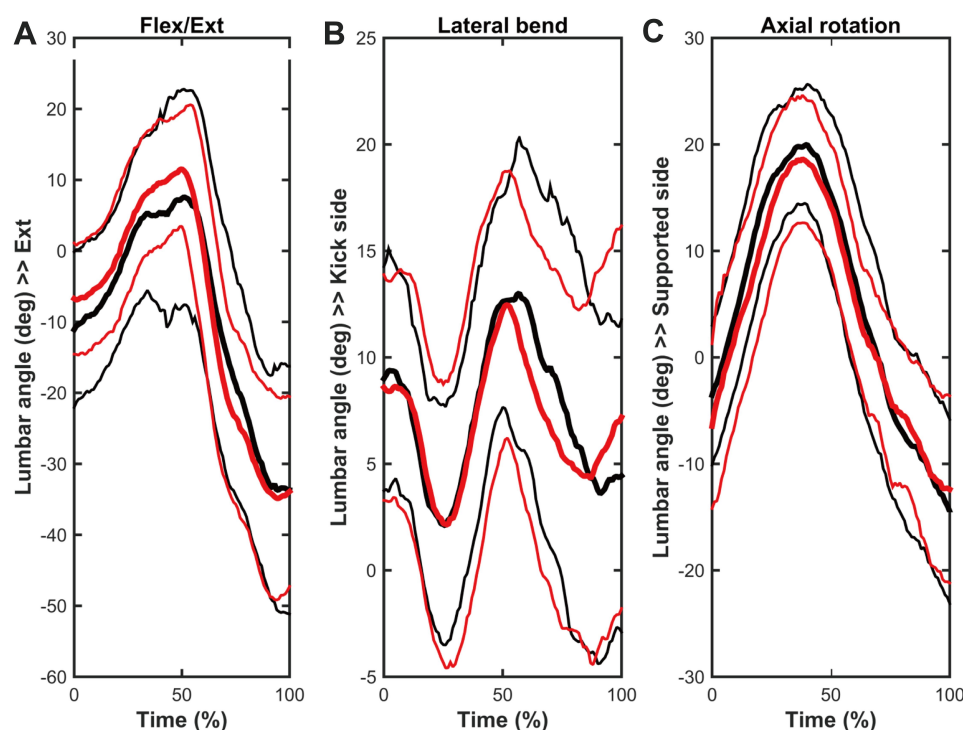 A
Flex/Ext
30
20
10
0
-10
-20
-30
-40
-50
-60
Lumbar angle (deg) >> Ext
0
50
100
Time (%)
B
Lateral bend
25
20
15
10
5
0
-5
Lumbar angle (deg) >> Kick side
0
50
100
Time (%)
C
Axial rotation
30
20
10
0
-10
-20
-30
Lumbar angle (deg) >> Supported side
0
50
100
Time (%)